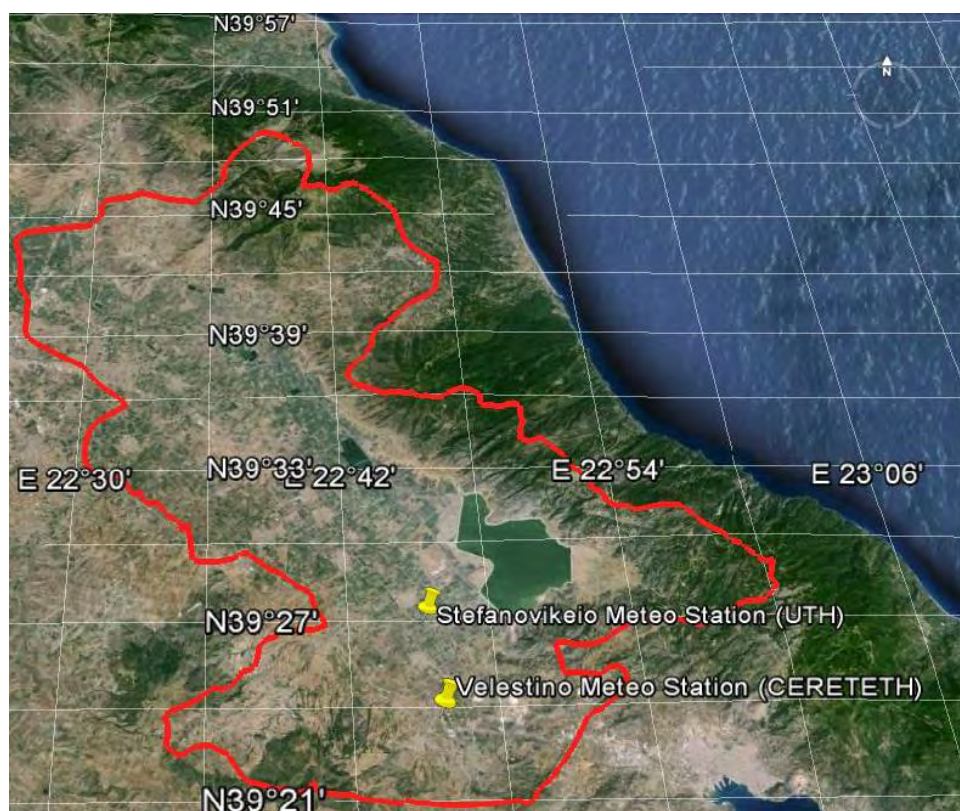 N39°57'
N
N39°51'
N39°45'
N39°39'
N39°33'
E 22°30'
E 22°42'
E 22°54'
E 23°06'
Stefanovikeio Meteo Station (UTH)
N39°27'
Velestino Meteo Station (CERETETH)
N39°21'